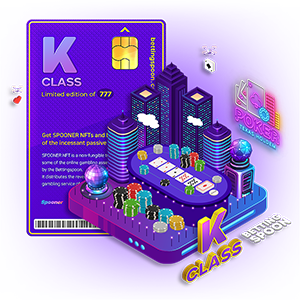 K
CLASS
Limited edition of 777
bettingspoon.
Get SPOONER NFTs and
of the incessant passive
SPOONER NFT is a non-fungible
some of the online gambling
by the Bettingspoon.
It distributes the
gambling service
Spooner
POKER
K
CLASS
BETTING
SPOON